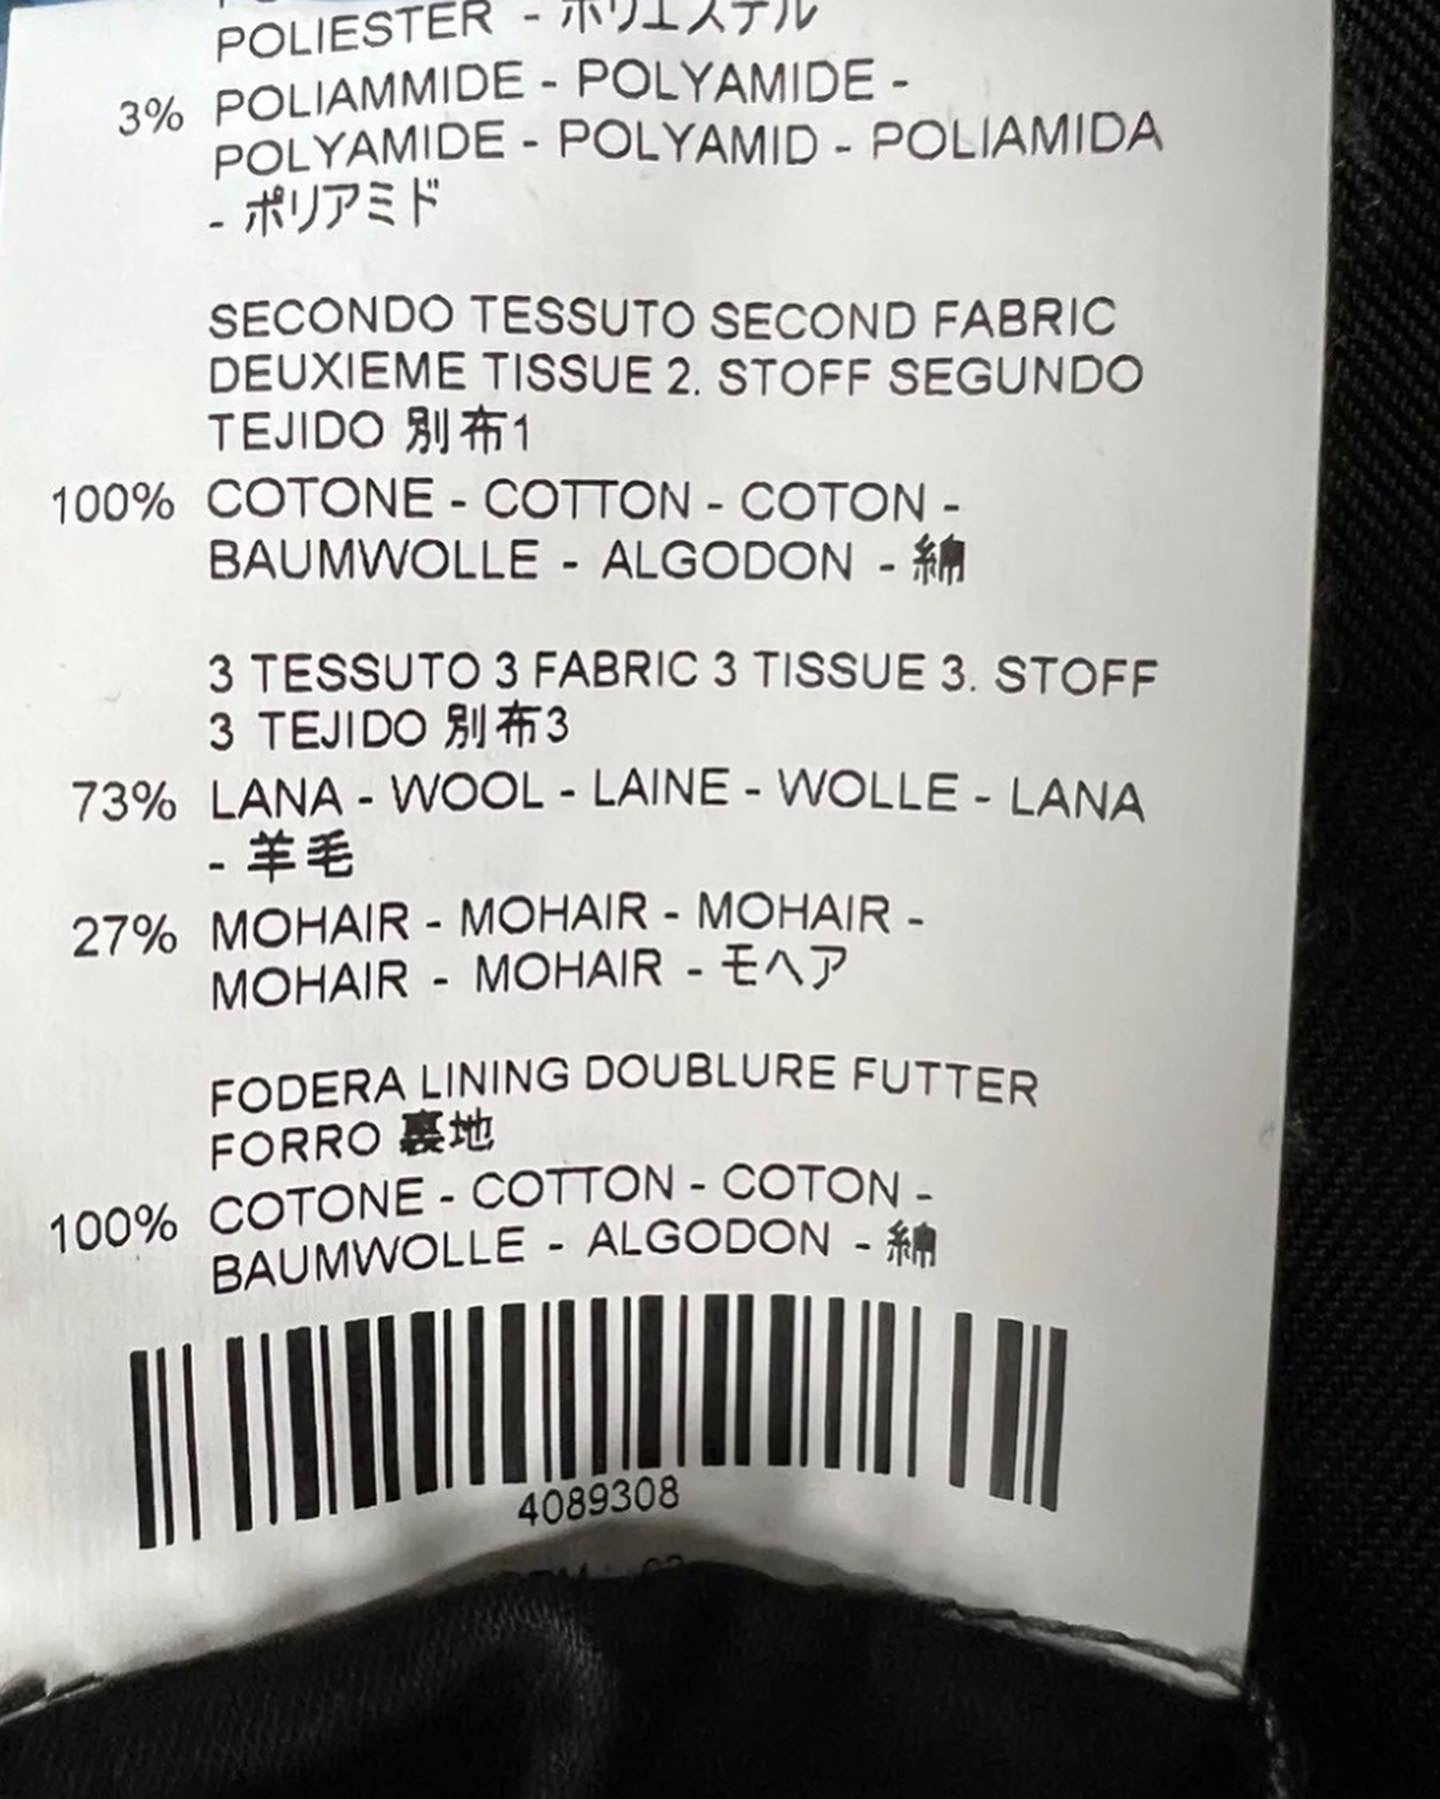 POLIESTER - ポリエステル
3% POLIAMMIDE - POLYAMIDE -
POLYAMIDE - POLYAMID - POLIAMIDA
- ポリアミド
SECONDO TESSUTO SECOND FABRIC
DEUXIEME TISSUE 2. STOFF SEGUNDO
TEJIDO 別布1
100% COTONE - COTTON - COTON -
BAUMWOLLE - ALGODON - 綿
3 TESSUTO 3 FABRIC 3 TISSUE 3. STOFF
3 TEJIDO 別布3
73% LANA - WOOL - LAINE - WOLLE - LANA
- 羊毛
27% MOHAIR - MOHAIR - MOHAIR -
MOHAIR - MOHAIR - モヘア
FODERA LINING DOUBLURE FUTTER
FORRO 裏地
100% COTONE - COTTON - COTON -
BAUMWOLLE - ALGODON - 綿
4089308